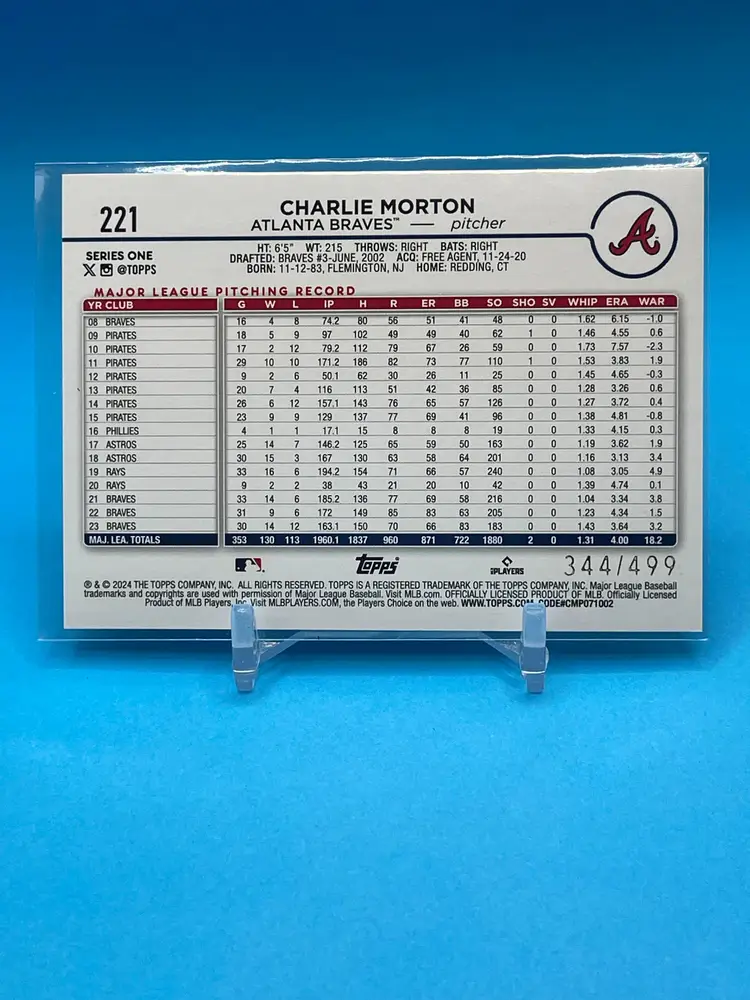 221
CHARLIE MORTON
ATLANTA BRAVES™ — pitcher
A
SERIES ONE
X @TOPPS
HT: 6'5" WT: 215 THROWS: RIGHT BATS: RIGHT
DRAFTED: BRAVES #3-JUNE, 2002 ACQ: FREE AGENT, 11-24-20
BORN: 11-12-83, FLEMINGTON, NJ HOME: REDDING, CT
MAJOR LEAGUE PITCHING RECORD
YR CLUB G W L IP H R ER BB SO SHO SV WHIP ERA WAR
08 BRAVES 16 4 8 74.2 80 56 51 41 48 0 0 1.62 6.15 -1.0
09 PIRATES 18 5 9 97 102 49 49 40 62 1 0 1.46 4.55 0.6
10 PIRATES 17 2 12 79.2 112 79 67 26 59 0 0 1.73 7.57 -2.3
11 PIRATES 29 10 10 171.2 186 82 73 77 110 1 0 1.53 3.83 1.9
12 PIRATES 9 2 6 50.1 62 30 26 11 25 0 0 1.45 4.65 -0.3
13 PIRATES 20 7 4 116 113 51 42 36 85 0 0 1.28 3.26 0.6
14 PIRATES 26 6 12 157.1 143 76 65 57 126 0 0 1.27 3.72 0.4
15 PIRATES 23 9 9 129 137 77 69 41 96 0 0 1.38 4.81 -0.8
16 PHILLIES 4 1 1 17.1 15 8 8 8 19 0 0 1.33 4.15 0.3
17 ASTROS 25 14 7 146.2 125 65 59 50 163 0 0 1.19 3.62 1.9
18 ASTROS 30 15 3 167 130 63 58 64 201 0 0 1.16 3.13 3.4
19 RAYS 33 16 6 194.2 154 71 66 57 240 0 0 1.08 3.05 4.9
20 RAYS 9 2 2 38 43 21 20 10 42 0 0 1.39 4.74 0.1
21 BRAVES 33 14 6 185.2 136 77 69 58 216 0 0 1.04 3.34 3.8
22 BRAVES 31 9 6 172 149 85 83 63 205 0 0 1.23 4.34 1.5
23 BRAVES 30 14 12 163.1 150 70 66 83 183 0 0 1.43 3.64 3.2
MAJ. LEA. TOTALS 353 130 113 1960.1 1837 960 871 722 1880 2 0 1.31 4.00 18.2
topps
PLAYERS
344/499
® & © 2024 THE TOPPS COMPANY, INC. ALL RIGHTS RESERVED. TOPPS IS A REGISTERED TRADEMARK OF THE TOPPS COMPANY, INC. Major League Baseball
trademarks and copyrights are used with permission of Major League Baseball. Visit MLB.com. OFFICIALLY LICENSED PRODUCT OF MLB. Officially Licensed
Product of MLB Players, Inc. Visit MLBPLAYERS.COM, the Players Choice on the web. WWW.TOPPS.COM CODE#CMP071002